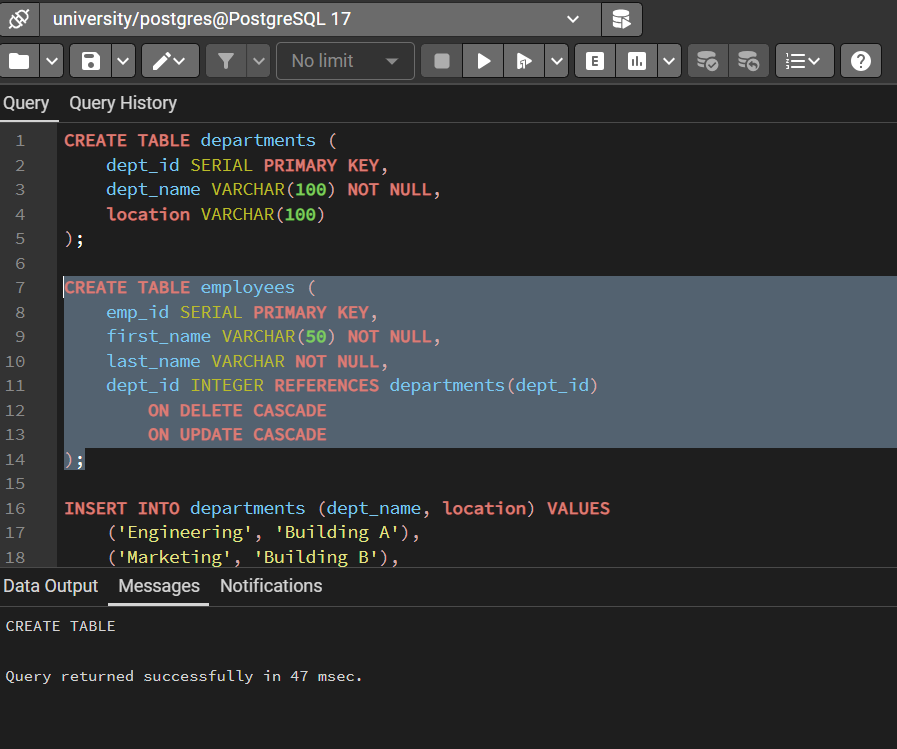 university/postgres@PostgreSQL 17
No limit
E
Query Query History
1 CREATE TABLE departments (
2     dept_id SERIAL PRIMARY KEY,
3     dept_name VARCHAR(100) NOT NULL,
4     location VARCHAR(100)
5 );
6
7 CREATE TABLE employees (
8     emp_id SERIAL PRIMARY KEY,
9     first_name VARCHAR(50) NOT NULL,
10     last_name VARCHAR NOT NULL,
11     dept_id INTEGER REFERENCES departments(dept_id)
12         ON DELETE CASCADE
13         ON UPDATE CASCADE
14 );
15
16 INSERT INTO departments (dept_name, location) VALUES
17     ('Engineering', 'Building A'),
18     ('Marketing', 'Building B'),
Data Output Messages Notifications
CREATE TABLE
Query returned successfully in 47 msec.